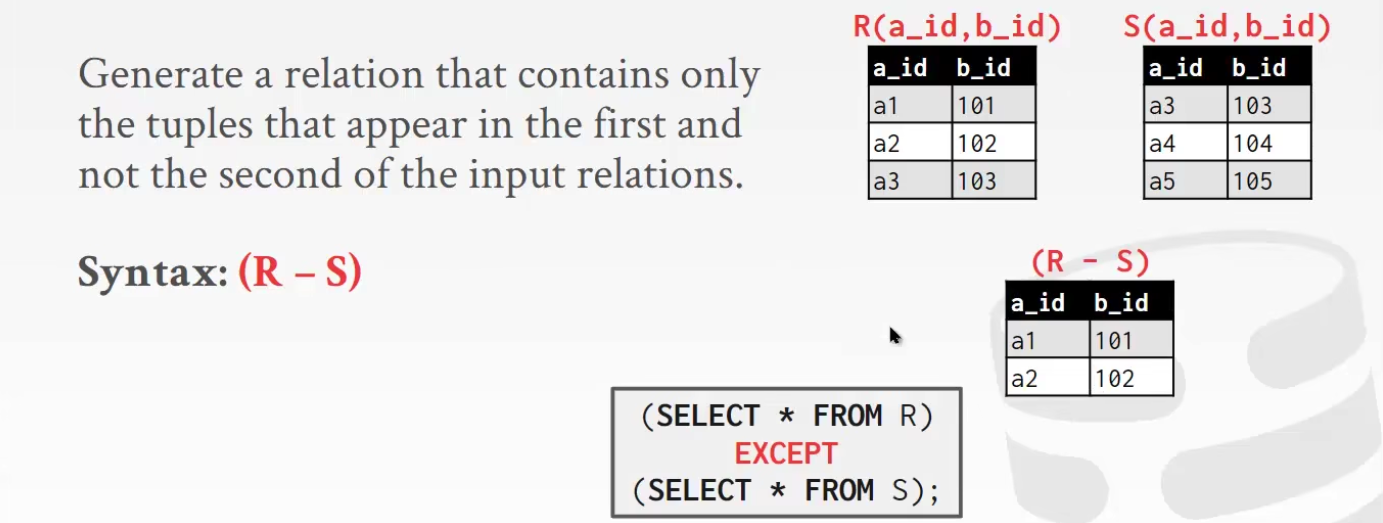 Generate a relation that contains only
the tuples that appear in the first and
not the second of the input relations.
Syntax: (R – S)
R(a_id,b_id)
a_id b_id
a1 101
a2 102
a3 103
S(a_id,b_id)
a_id b_id
a3 103
a4 104
a5 105
(R - S)
a_id b_id
a1 101
a2 102
(SELECT * FROM R)
EXCEPT
(SELECT * FROM S);